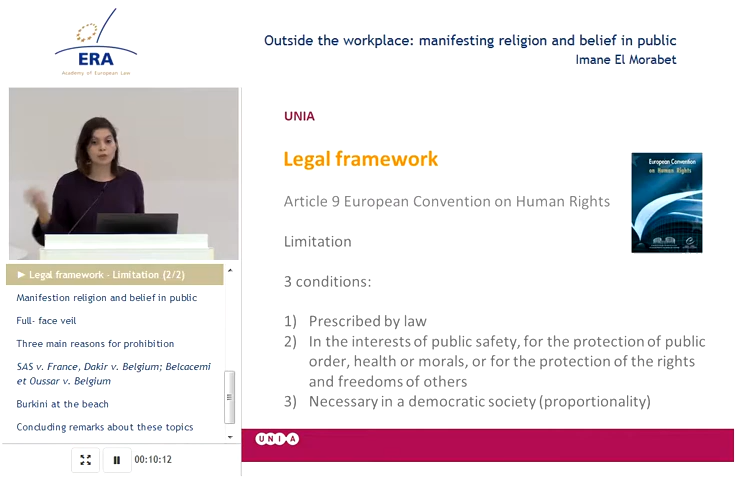 Outside the workplace: manifesting religion and belief in public
Imane El Morabet
ERA
Academy of European Law
UNIA
Legal framework
European Convention
on Human Rights
Article 9 European Convention on Human Rights
Limitation
3 conditions:
1) Prescribed by law
2) In the interests of public safety, for the protection of public
order, health or morals, or for the protection of the rights
and freedoms of others
3) Necessary in a democratic society (proportionality)
► Legal framework - Limitation (2/2)
Manifestion religion and belief in public
Full- face veil
Three main reasons for prohibition
SAS v. France, Dakir v. Belgium; Belcacemi
et Oussar v. Belgium
Burkini at the beach
Concluding remarks about these topics
UNIA
00:10:12